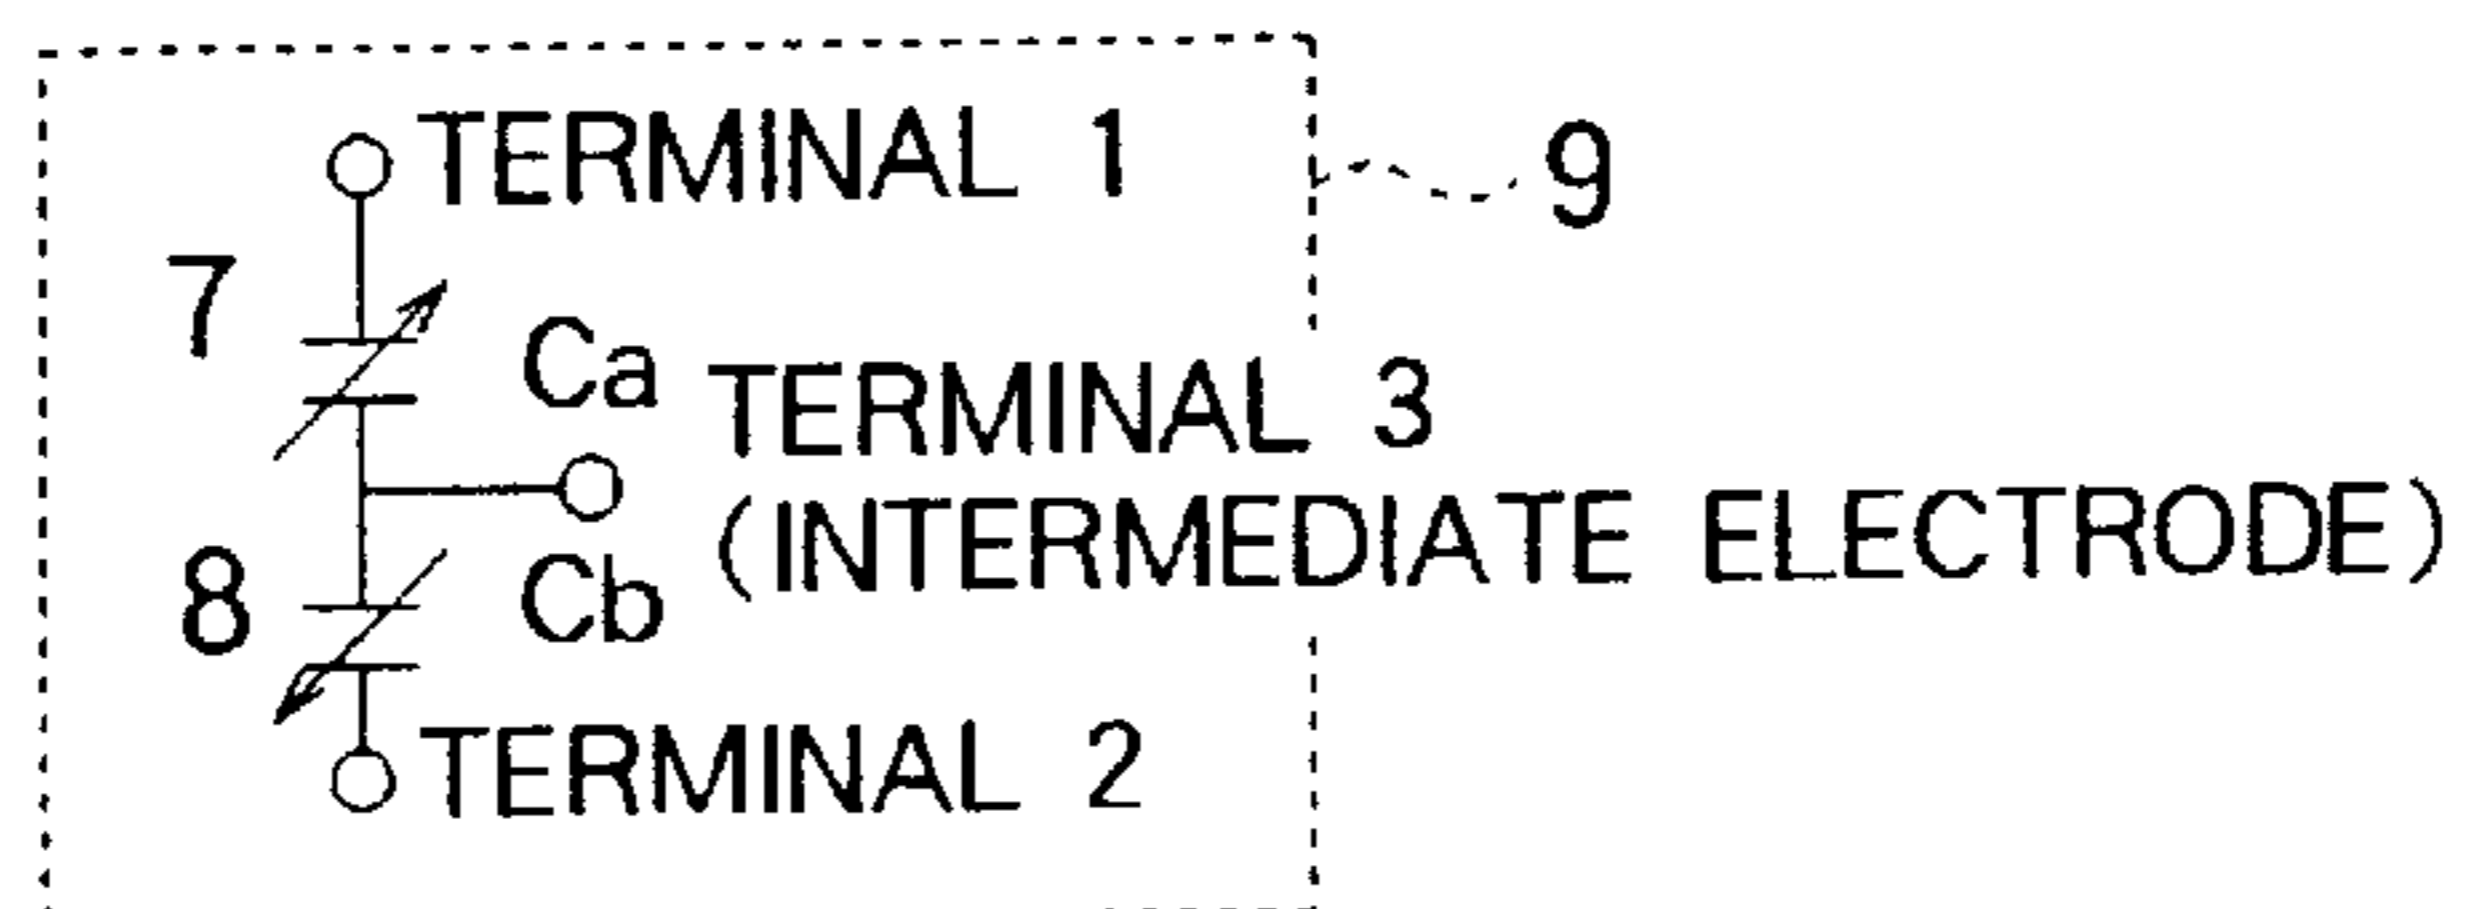 TERMINAL 1
9
7
Ca
TERMINAL 3
(INTERMEDIATE ELECTRODE)
8
Cb
TERMINAL 2